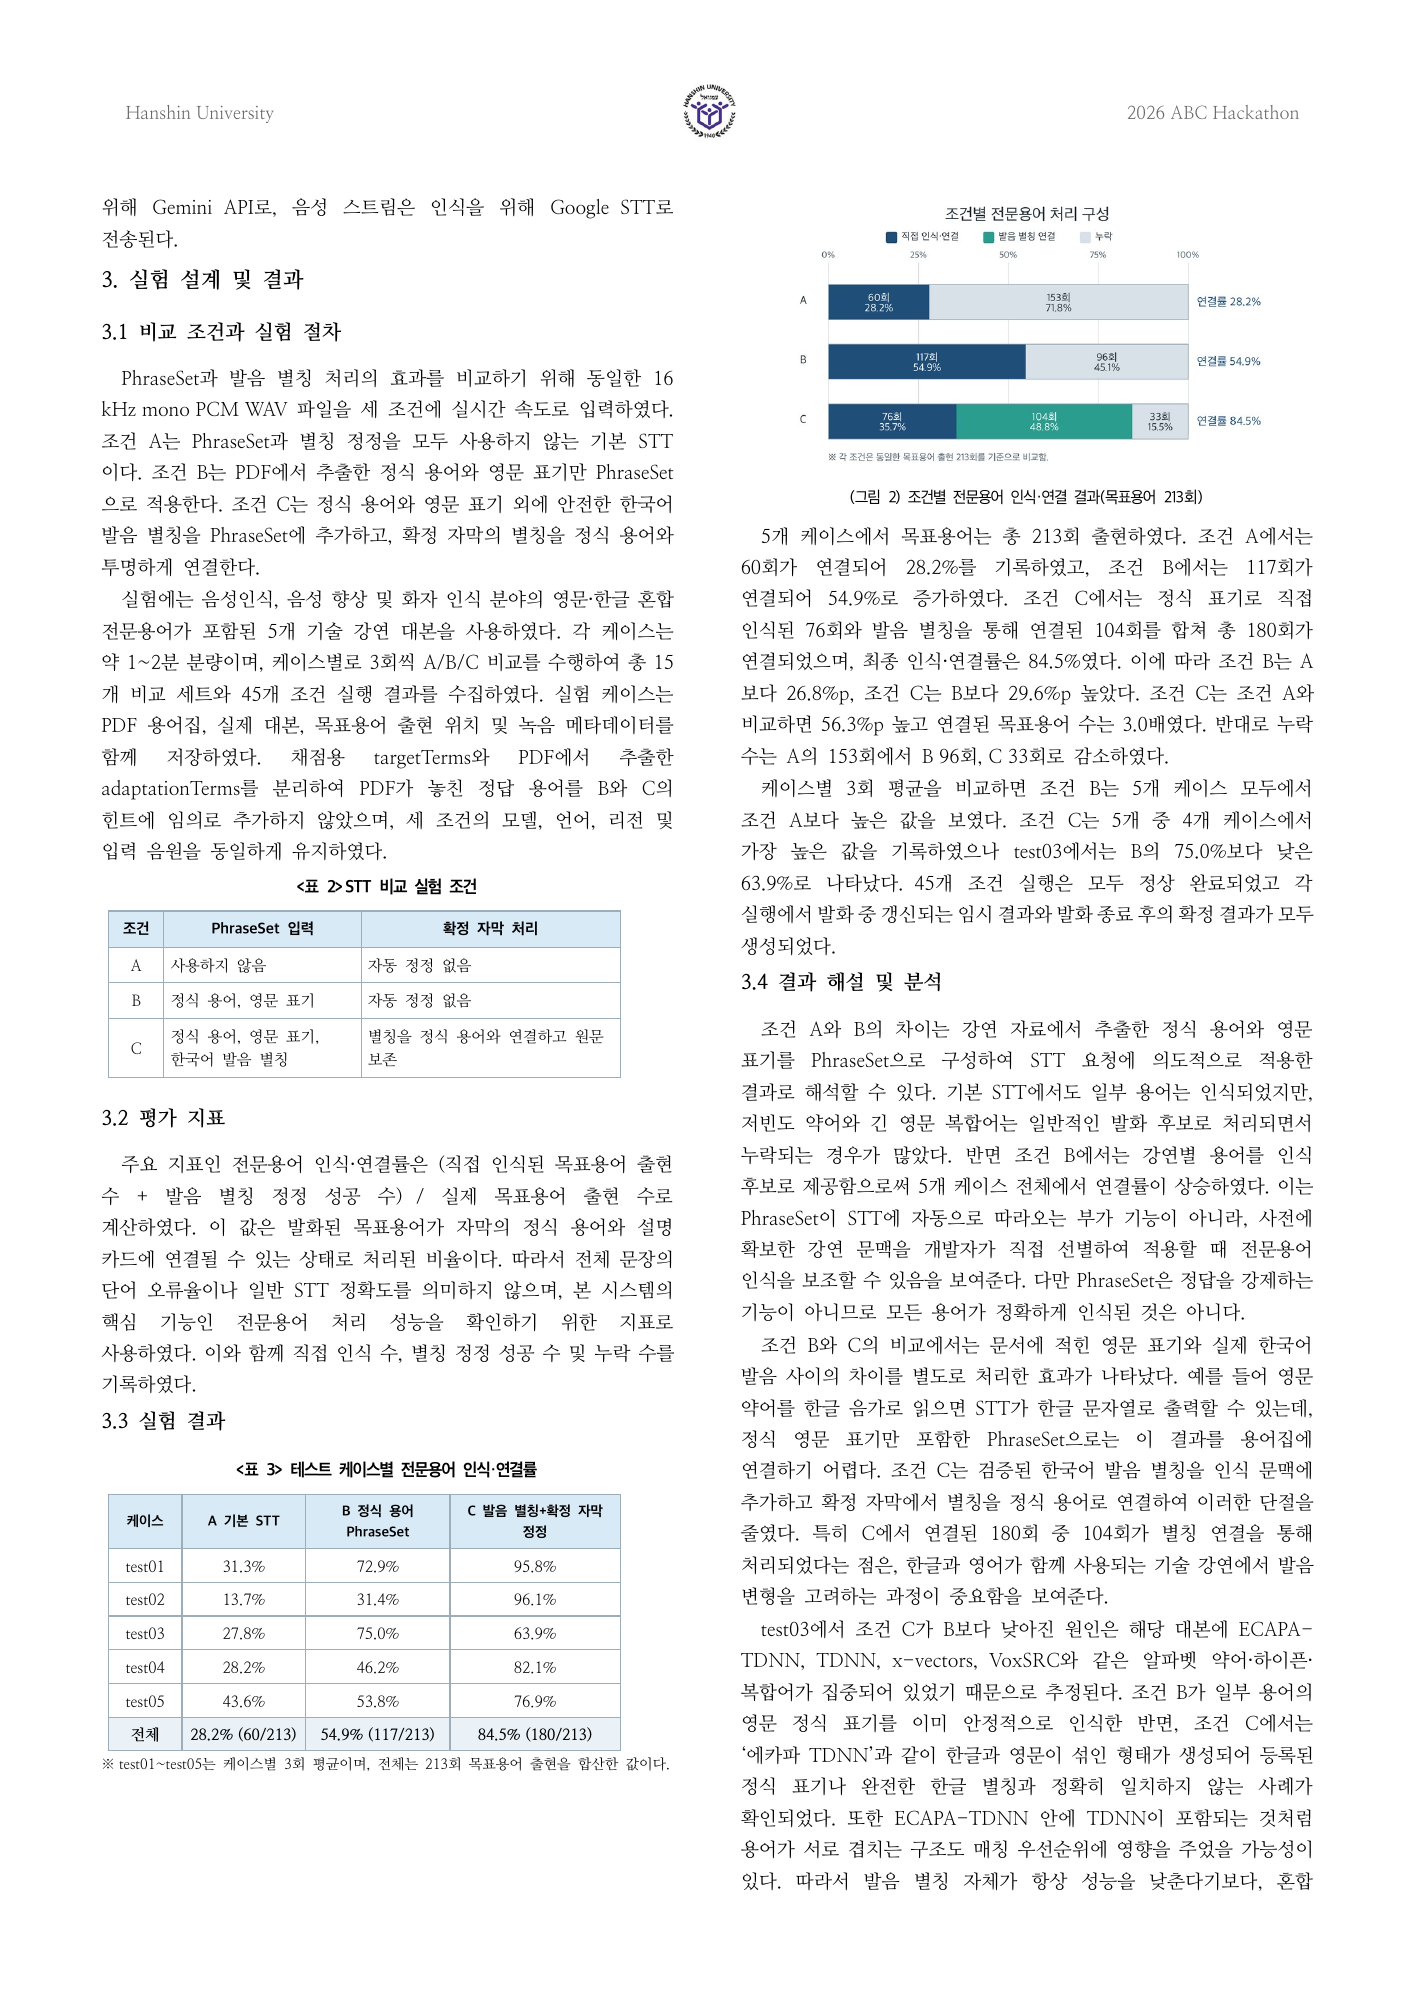 Hanshin University
HANSHIN UNIVERSITY
1940
2026 ABC Hackathon
위해 Gemini API로, 음성 스트림은 인식을 위해 Google STT로
전송된다.
3. 실험 설계 및 결과
3.1 비교 조건과 실험 절차
PhraseSet과 발음 별칭 처리의 효과를 비교하기 위해 동일한 16
kHz mono PCM WAV 파일을 세 조건에 실시간 속도로 입력하였다.
조건 A는 PhraseSet과 별칭 정정을 모두 사용하지 않는 기본 STT
이다. 조건 B는 PDF에서 추출한 정식 용어와 영문 표기만 PhraseSet
으로 적용한다. 조건 C는 정식 용어와 영문 표기 외에 안전한 한국어
발음 별칭을 PhraseSet에 추가하고, 확정 자막의 별칭을 정식 용어와
투명하게 연결한다.
실험에는 음성인식, 음성 향상 및 화자 인식 분야의 영문·한글 혼합
전문용어가 포함된 5개 기술 강연 대본을 사용하였다. 각 케이스는
약 1~2분 분량이며, 케이스별로 3회씩 A/B/C 비교를 수행하여 총 15
개 비교 세트와 45개 조건 실행 결과를 수집하였다. 실험 케이스는
PDF 용어집, 실제 대본, 목표용어 출현 위치 및 녹음 메타데이터를
함께 저장하였다. 채점용 targetTerms와 PDF에서 추출한
adaptationTerms를 분리하여 PDF가 놓친 정답 용어를 B와 C의
힌트에 임의로 추가하지 않았으며, 세 조건의 모델, 언어, 리전 및
입력 음원을 동일하게 유지하였다.
<표 2> STT 비교 실험 조건
조건 PhraseSet 입력 확정 자막 처리
A 사용하지 않음 자동 정정 없음
B 정식 용어, 영문 표기 자동 정정 없음
C 정식 용어, 영문 표기, 별칭을 정식 용어와 연결하고 원문
한국어 발음 별칭 보존
3.2 평가 지표
주요 지표인 전문용어 인식·연결률은 (직접 인식된 목표용어 출현
수 + 발음 별칭 정정 성공 수) / 실제 목표용어 출현 수로
계산하였다. 이 값은 발화된 목표용어가 자막의 정식 용어와 설명
카드에 연결될 수 있는 상태로 처리된 비율이다. 따라서 전체 문장의
단어 오류율이나 일반 STT 정확도를 의미하지 않으며, 본 시스템의
핵심 기능인 전문용어 처리 성능을 확인하기 위한 지표로
사용하였다. 이와 함께 직접 인식 수, 별칭 정정 성공 수 및 누락 수를
기록하였다.
3.3 실험 결과
<표 3> 테스트 케이스별 전문용어 인식·연결률
케이스 A 기본 STT B 정식 용어 PhraseSet C 발음 별칭+확정 자막 정정
test01 31.3% 72.9% 95.8%
test02 13.7% 31.4% 96.1%
test03 27.8% 75.0% 63.9%
test04 28.2% 46.2% 82.1%
test05 43.6% 53.8% 76.9%
전체 28.2% (60/213) 54.9% (117/213) 84.5% (180/213)
※ test01~test05는 케이스별 3회 평균이며, 전체는 213회 목표용어 출현을 합산한 값이다.
조건별 전문용어 처리 구성
직접 인식·연결 발음 별칭 연결 누락
0% 25% 50% 75% 100%
A 60회 28.2% 153회 71.8% 연결률 28.2%
B 117회 54.9% 96회 45.1% 연결률 54.9%
C 76회 35.7% 104회 48.8% 33회 15.5% 연결률 84.5%
※ 각 조건은 동일한 목표용어 출현 213회를 기준으로 비교함.
(그림 2) 조건별 전문용어 인식·연결 결과(목표용어 213회)
5개 케이스에서 목표용어는 총 213회 출현하였다. 조건 A에서는
60회가 연결되어 28.2%를 기록하였고, 조건 B에서는 117회가
연결되어 54.9%로 증가하였다. 조건 C에서는 정식 표기로 직접
인식된 76회와 발음 별칭을 통해 연결된 104회를 합쳐 총 180회가
연결되었으며, 최종 인식·연결률은 84.5%였다. 이에 따라 조건 B는 A
보다 26.8%p, 조건 C는 B보다 29.6%p 높았다. 조건 C는 조건 A와
비교하면 56.3%p 높고 연결된 목표용어 수는 3.0배였다. 반대로 누락
수는 A의 153회에서 B 96회, C 33회로 감소하였다.
케이스별 3회 평균을 비교하면 조건 B는 5개 케이스 모두에서
조건 A보다 높은 값을 보였다. 조건 C는 5개 중 4개 케이스에서
가장 높은 값을 기록하였으나 test03에서는 B의 75.0%보다 낮은
63.9%로 나타났다. 45개 조건 실행은 모두 정상 완료되었고 각
실행에서 발화 중 갱신되는 임시 결과와 발화 종료 후의 확정 결과가 모두
생성되었다.
3.4 결과 해설 및 분석
조건 A와 B의 차이는 강연 자료에서 추출한 정식 용어와 영문
표기를 PhraseSet으로 구성하여 STT 요청에 의도적으로 적용한
결과로 해석할 수 있다. 기본 STT에서도 일부 용어는 인식되었지만,
저빈도 약어와 긴 영문 복합어는 일반적인 발화 후보로 처리되면서
누락되는 경우가 많았다. 반면 조건 B에서는 강연별 용어를 인식
후보로 제공함으로써 5개 케이스 전체에서 연결률이 상승하였다. 이는
PhraseSet이 STT에 자동으로 따라오는 부가 기능이 아니라, 사전에
확보한 강연 문맥을 개발자가 직접 선별하여 적용할 때 전문용어
인식을 보조할 수 있음을 보여준다. 다만 PhraseSet은 정답을 강제하는
기능이 아니므로 모든 용어가 정확하게 인식된 것은 아니다.
조건 B와 C의 비교에서는 문서에 적힌 영문 표기와 실제 한국어
발음 사이의 차이를 별도로 처리한 효과가 나타났다. 예를 들어 영문
약어를 한글 음가로 읽으면 STT가 한글 문자열로 출력할 수 있는데,
정식 영문 표기만 포함한 PhraseSet으로는 이 결과를 용어집에
연결하기 어렵다. 조건 C는 검증된 한국어 발음 별칭을 인식 문맥에
추가하고 확정 자막에서 별칭을 정식 용어로 연결하여 이러한 단절을
줄였다. 특히 C에서 연결된 180회 중 104회가 별칭 연결을 통해
처리되었다는 점은, 한글과 영어가 함께 사용되는 기술 강연에서 발음
변형을 고려하는 과정이 중요함을 보여준다.
test03에서 조건 C가 B보다 낮아진 원인은 해당 대본에 ECAPA-
TDNN, TDNN, x-vectors, VoxSRC와 같은 알파벳 약어·하이픈·
복합어가 집중되어 있었기 때문으로 추정된다. 조건 B가 일부 용어의
영문 정식 표기를 이미 안정적으로 인식한 반면, 조건 C에서는
‘에카파 TDNN’과 같이 한글과 영문이 섞인 형태가 생성되어 등록된
정식 표기나 완전한 한글 별칭과 정확히 일치하지 않는 사례가
확인되었다. 또한 ECAPA-TDNN 안에 TDNN이 포함되는 것처럼
용어가 서로 겹치는 구조도 매칭 우선순위에 영향을 주었을 가능성이
있다. 따라서 발음 별칭 자체가 항상 성능을 낮춘다기보다, 혼합